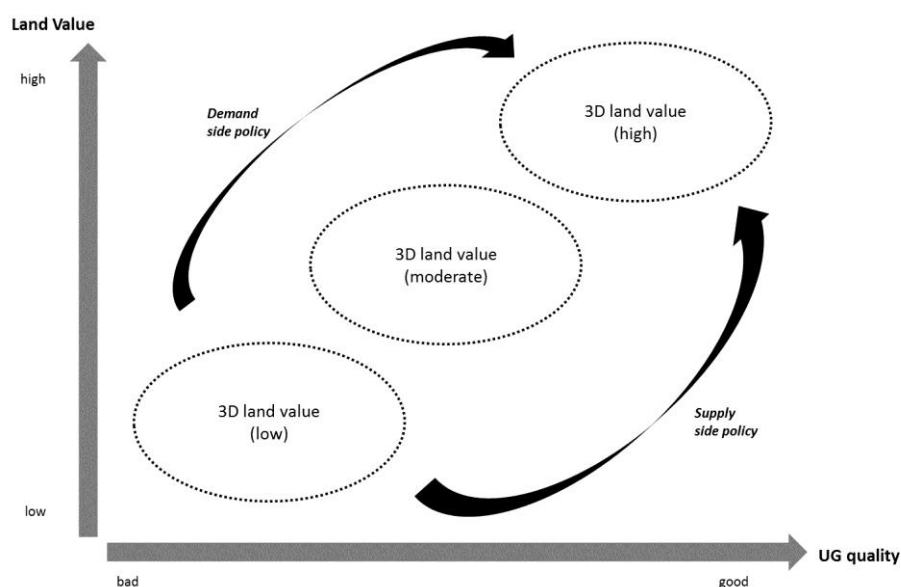 Land Value
high
3D land value
(high)
Demand
side policy
3D land value
(moderate)
3D land value
(low)
Supply
side policy
low
UG quality
bad
good